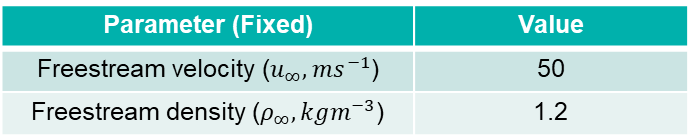 Parameter (Fixed) Value
Freestream velocity (𝑢∞, 𝑚𝑠⁻¹) 50
Freestream density (𝜌∞, 𝑘𝑔𝑚⁻³) 1.2